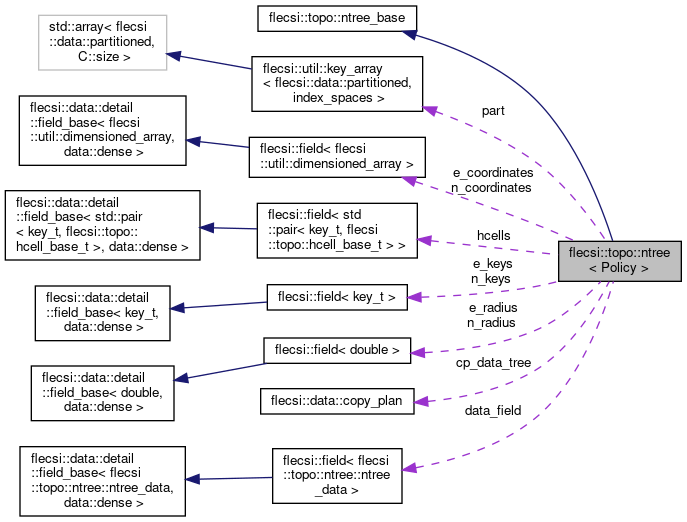 std::array< flecsi
::data::partitioned,
C::size >
flecsi::topo::ntree_base
flecsi::util::key_array
< flecsi::data::partitioned,
index_spaces >
part
flecsi::data::detail
::field_base< flecsi
::util::dimensioned_array,
data::dense >
flecsi::field< flecsi
::util::dimensioned_array >
e_coordinates
n_coordinates
flecsi::data::detail
::field_base< std::pair
< key_t, flecsi::topo::
hcell_base_t >, data::dense >
flecsi::field< std
::pair< key_t, flecsi
::topo::hcell_base_t > >
hcells
flecsi::topo::ntree
< Policy >
flecsi::data::detail
::field_base< key_t,
data::dense >
flecsi::field< key_t >
e_keys
n_keys
flecsi::data::detail
::field_base< double,
data::dense >
flecsi::field< double >
e_radius
n_radius
flecsi::data::copy_plan
cp_data_tree
flecsi::data::detail
::field_base< flecsi
::topo::ntree::ntree_data,
data::dense >
flecsi::field< flecsi
::topo::ntree::ntree
_data >
data_field